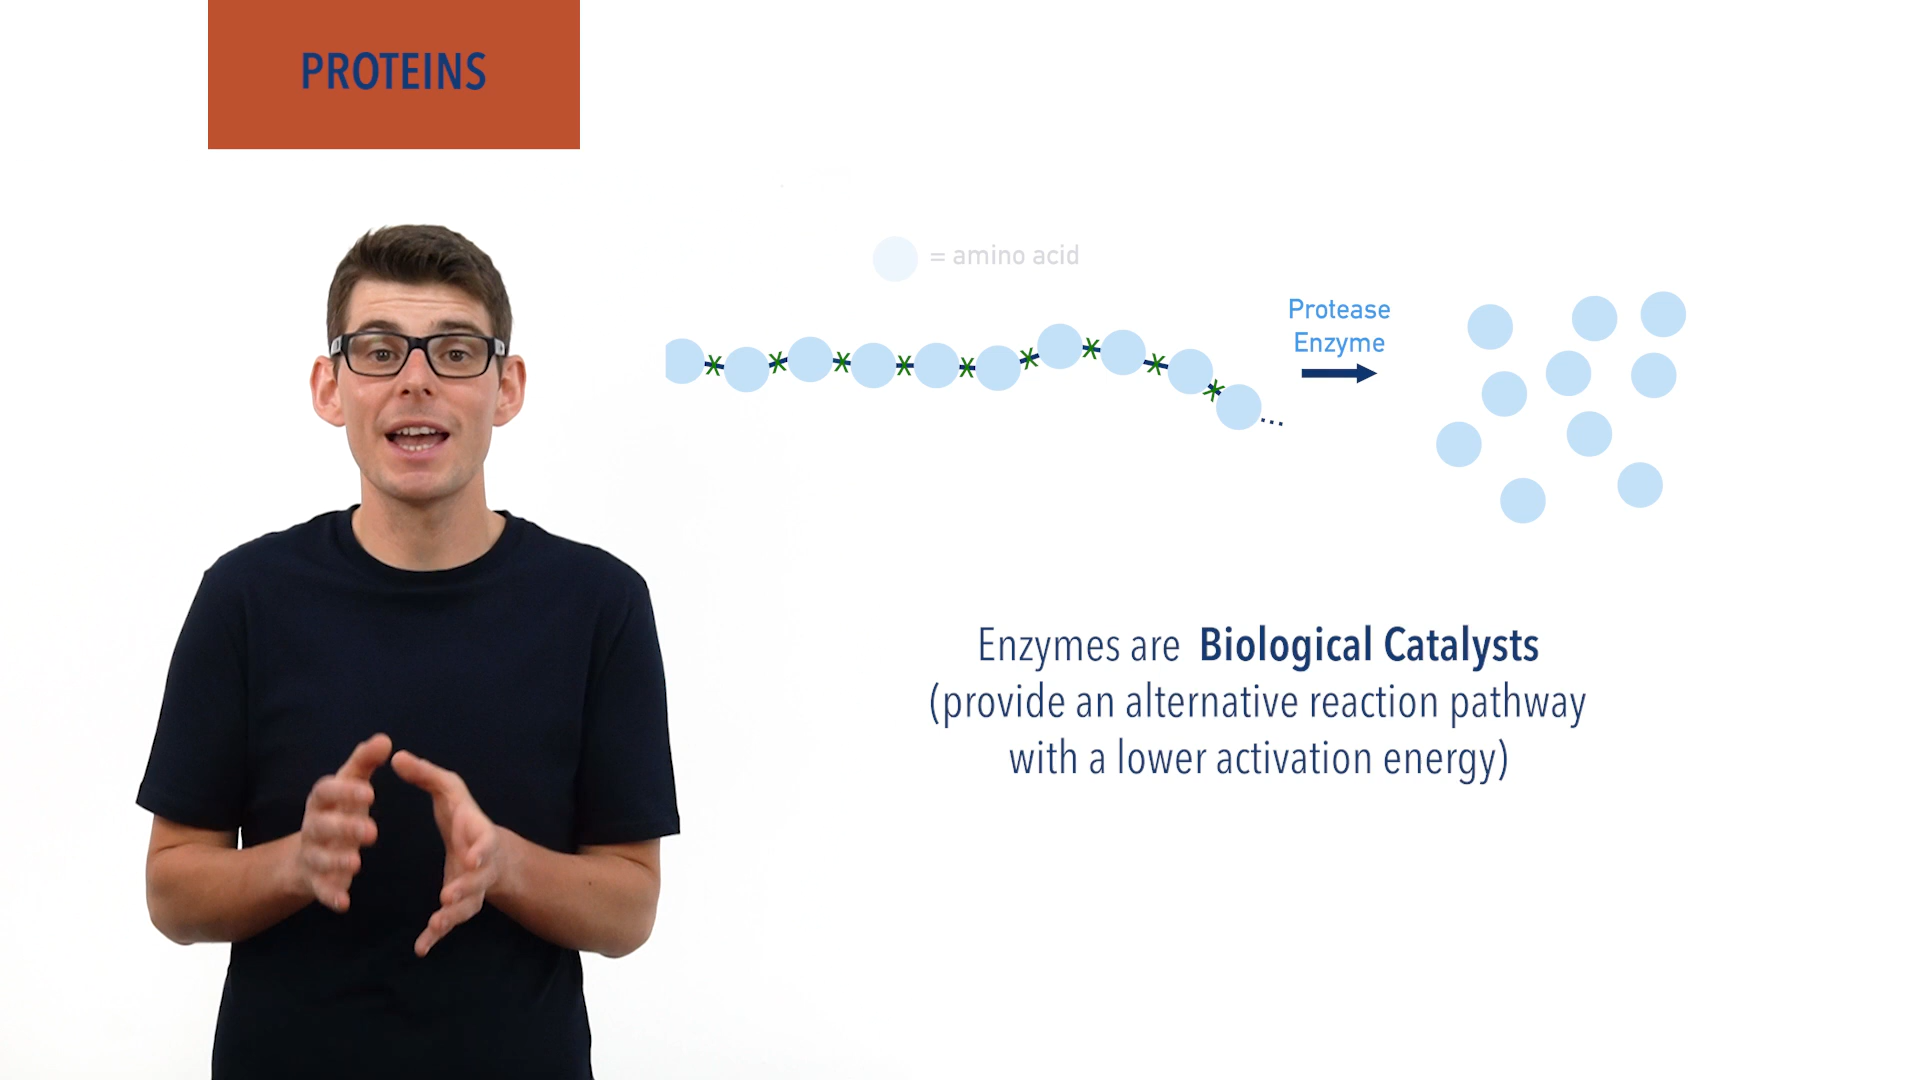 PROTEINS
= amino acid
Protease
Enzyme
...
Enzymes are Biological Catalysts
(provide an alternative reaction pathway
with a lower activation energy)